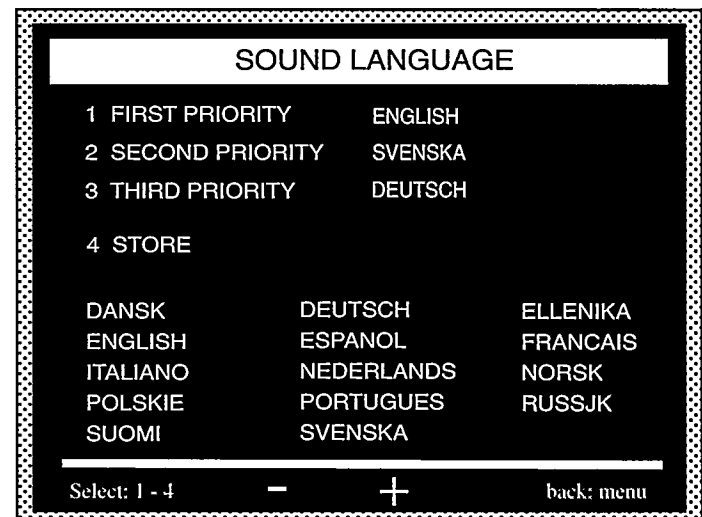 SOUND LANGUAGE
1 FIRST PRIORITY ENGLISH
2 SECOND PRIORITY SVENSKA
3 THIRD PRIORITY DEUTSCH
4 STORE
DANSK DEUTSCH ELLENIKA
ENGLISH ESPANOL FRANCAIS
ITALIANO NEDERLANDS NORSK
POLSKIE PORTUGUES RUSSJK
SUOMI SVENSKA
Select: 1 - 4 - + back: menu